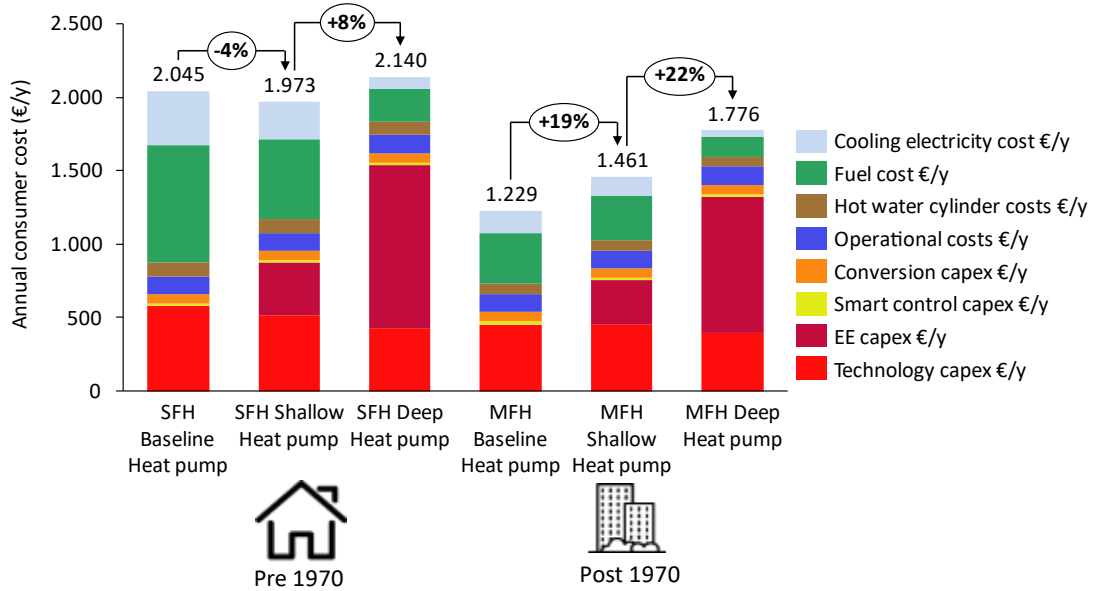 Annual consumer cost (€/y)
2.500
2.000
1.500
1.000
500
0
-4%
+8%
+19%
+22%
2.045
1.973
2.140
1.229
1.461
1.776
SFH
Baseline
Heat pump
SFH Shallow
Heat pump
SFH Deep
Heat pump
MFH
Baseline
Heat pump
MFH
Shallow
Heat pump
MFH Deep
Heat pump
Pre 1970
Post 1970
Cooling electricity cost €/y
Fuel cost €/y
Hot water cylinder costs €/y
Operational costs €/y
Conversion capex €/y
Smart control capex €/y
EE capex €/y
Technology capex €/y